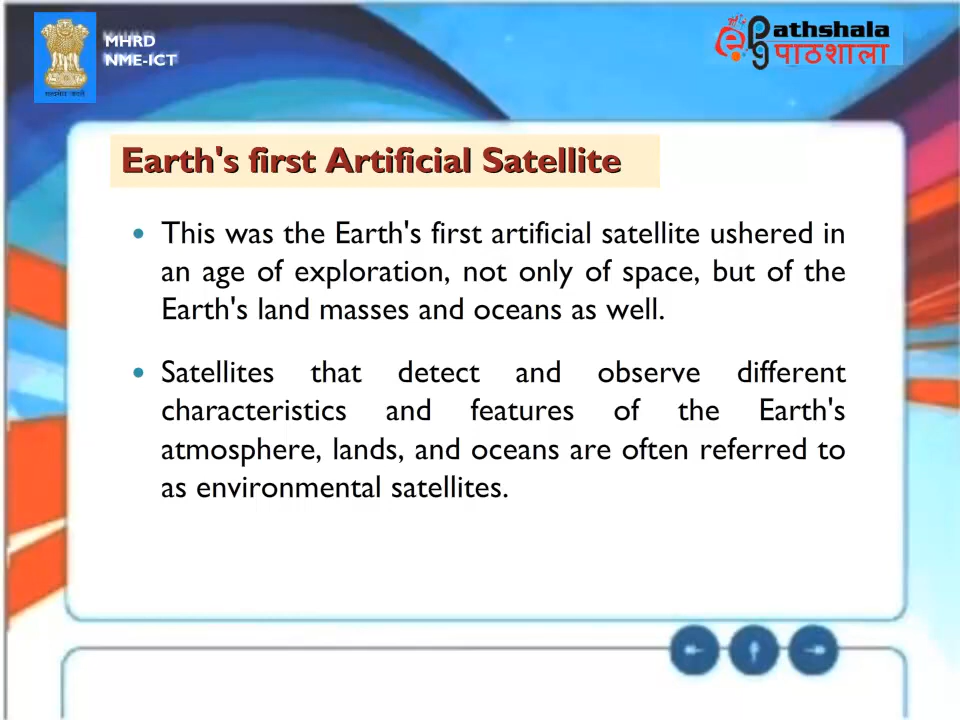 MHRD
NME-ICT
ePG Pathshala
पाठशाला
Earth's first Artificial Satellite
• This was the Earth's first artificial satellite ushered in
an age of exploration, not only of space, but of the
Earth's land masses and oceans as well.
• Satellites that detect and observe different
characteristics and features of the Earth's
atmosphere, lands, and oceans are often referred to
as environmental satellites.